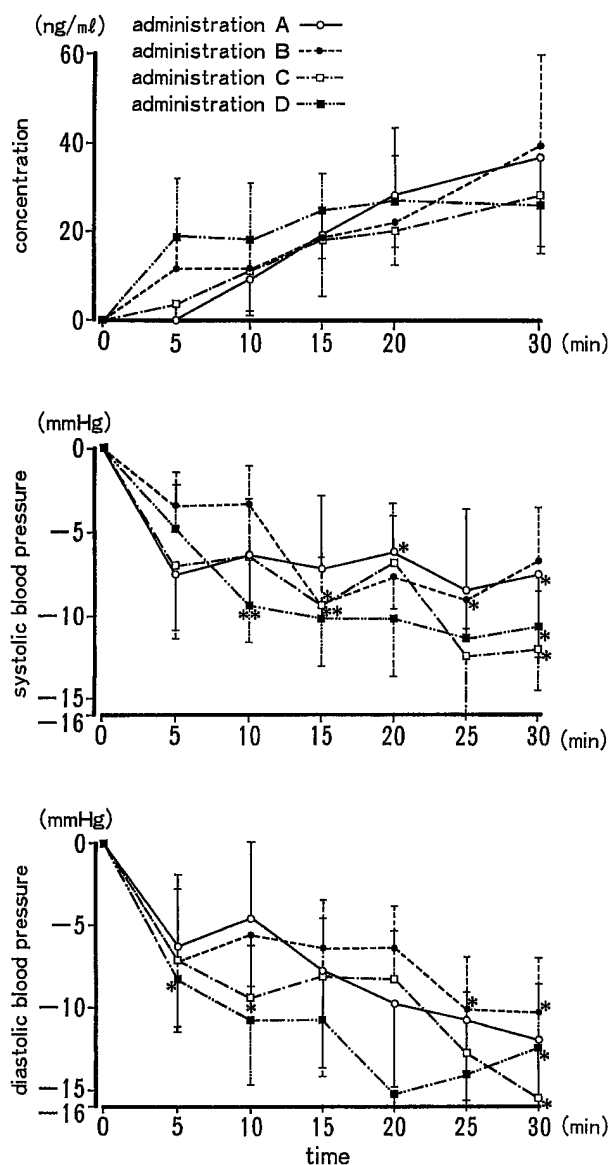 (ng/mℓ)
administration A
administration B
administration C
administration D
60
40
20
0
concentration
0 5 10 15 20 30 (min)
(mmHg)
0
−5
−10
−15
−16
systolic blood pressure
**
*
**
*
*
*
*
*
0 5 10 15 20 25 30 (min)
(mmHg)
0
−5
−10
−15
−16
diastolic blood pressure
*
*
*
*
*
*
0 5 10 15 20 25 30 (min)
time